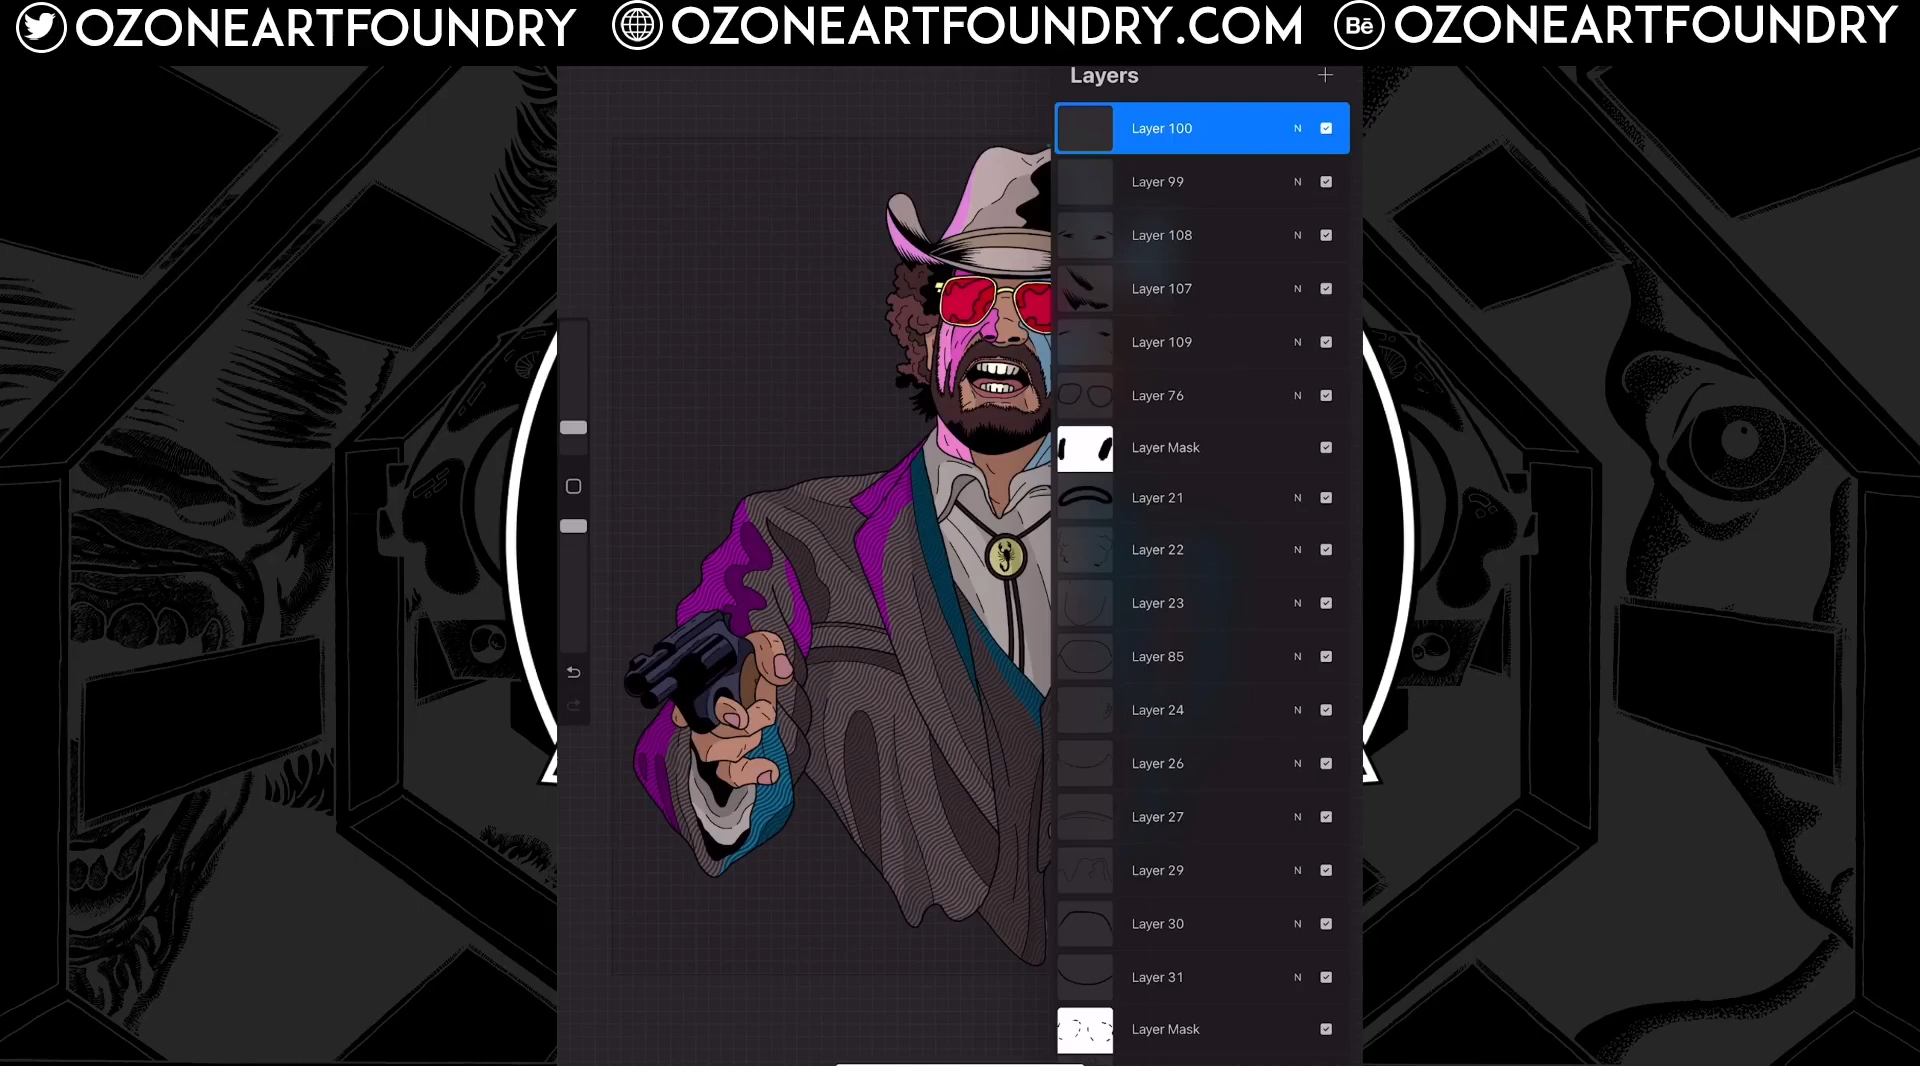 OZONEARTFOUNDRY OZONEARTFOUNDRY.COM Bē OZONEARTFOUNDRY
Layers +
Layer 100 N
Layer 99 N
Layer 108 N
Layer 107 N
Layer 109 N
Layer 76 N
Layer Mask
Layer 21 N
Layer 22 N
Layer 23 N
Layer 85 N
Layer 24 N
Layer 26 N
Layer 27 N
Layer 29 N
Layer 30 N
Layer 31 N
Layer Mask